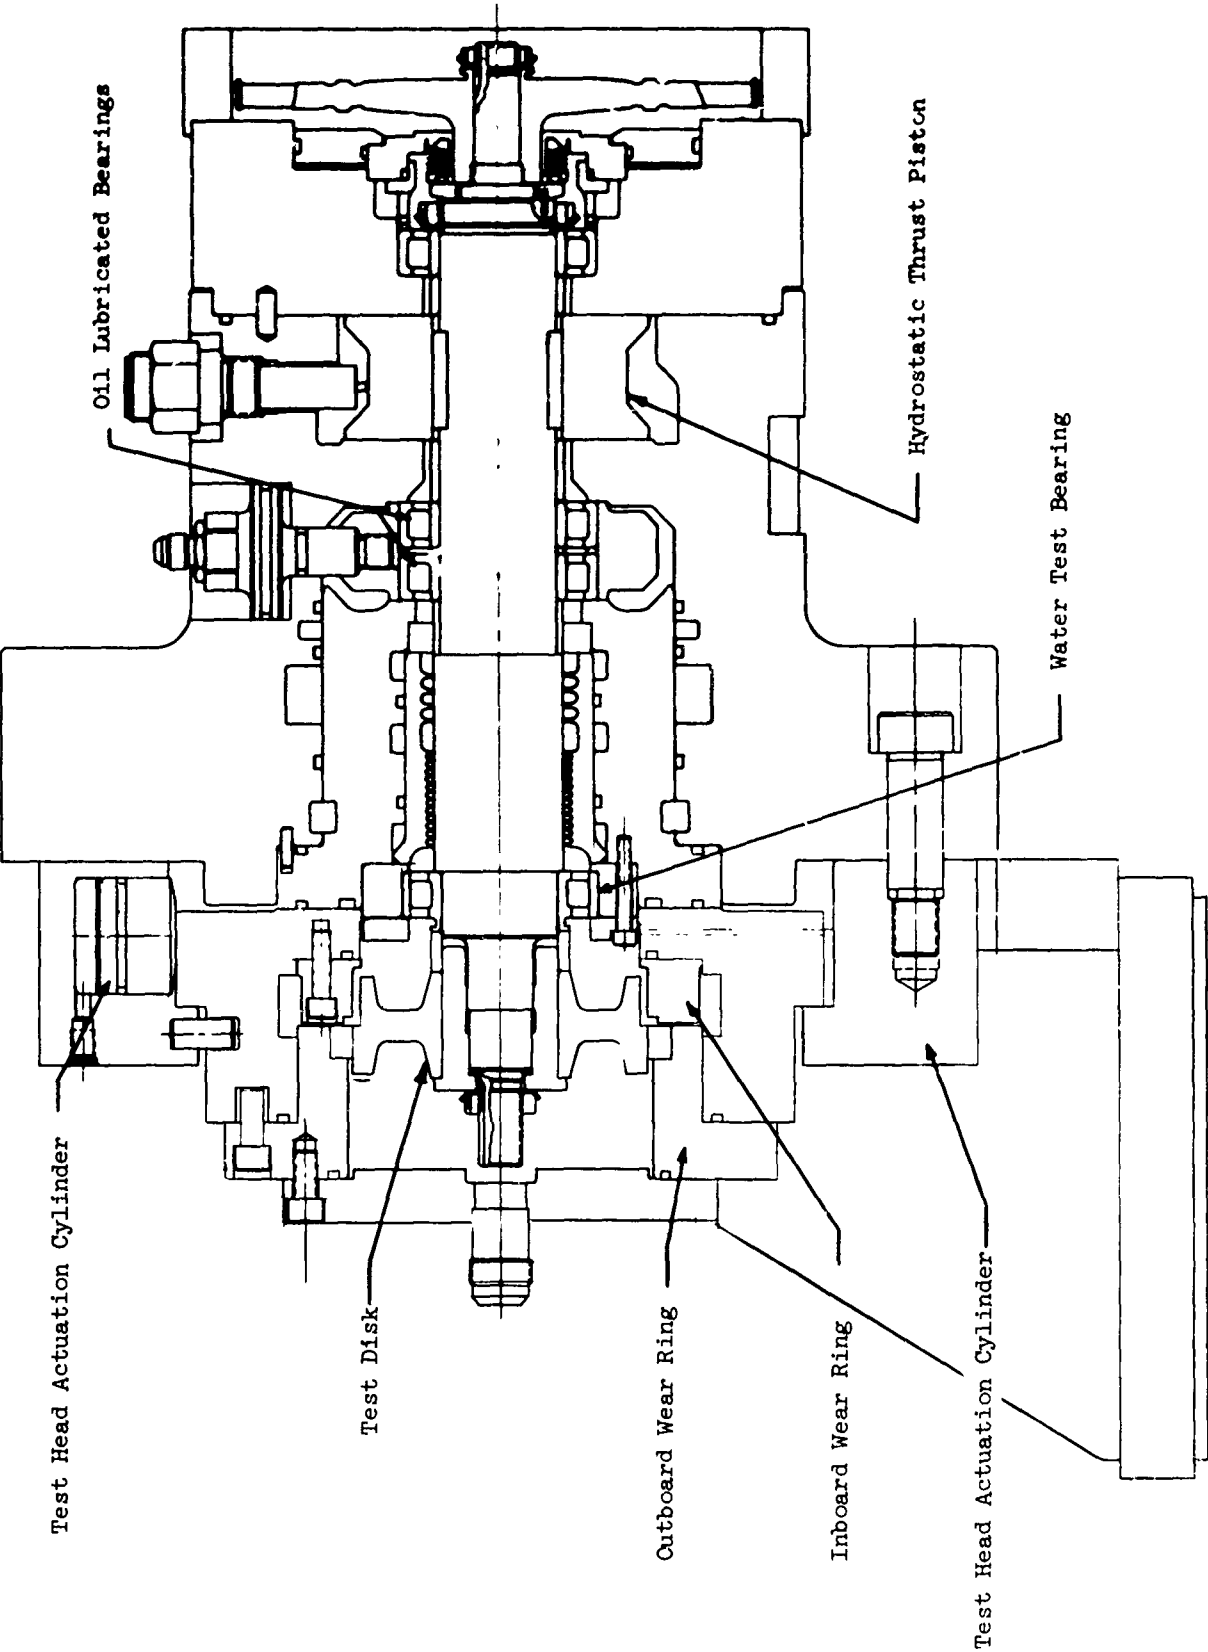 Test Head Actuation Cylinder
Oil Lubricated Bearings
Test Disk
Outboard Wear Ring
Inboard Wear Ring
Hydrostatic Thrust Piston
Test Head Actuation Cylinder
Water Test Bearing